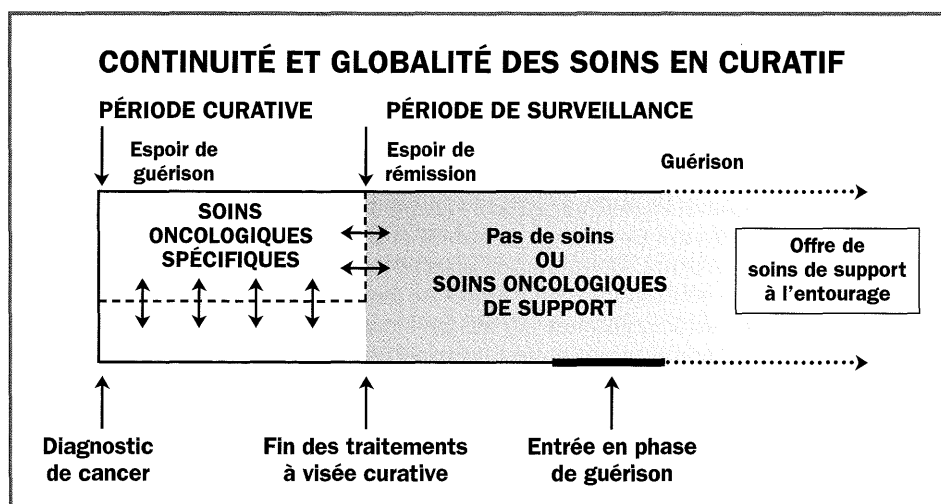 CONTINUITÉ ET GLOBALITÉ DES SOINS EN CURATIF
PÉRIODE CURATIVE
PÉRIODE DE SURVEILLANCE
Espoir de
guérison
Espoir de
rémission
Guérison
SOINS
ONCOLOGIQUES
SPÉCIFIQUES
Pas de soins
OU
SOINS ONCOLOGIQUES
DE SUPPORT
Offre de
soins de support
à l'entourage
Diagnostic
de cancer
Fin des traitements
à visée curative
Entrée en phase
de guérison